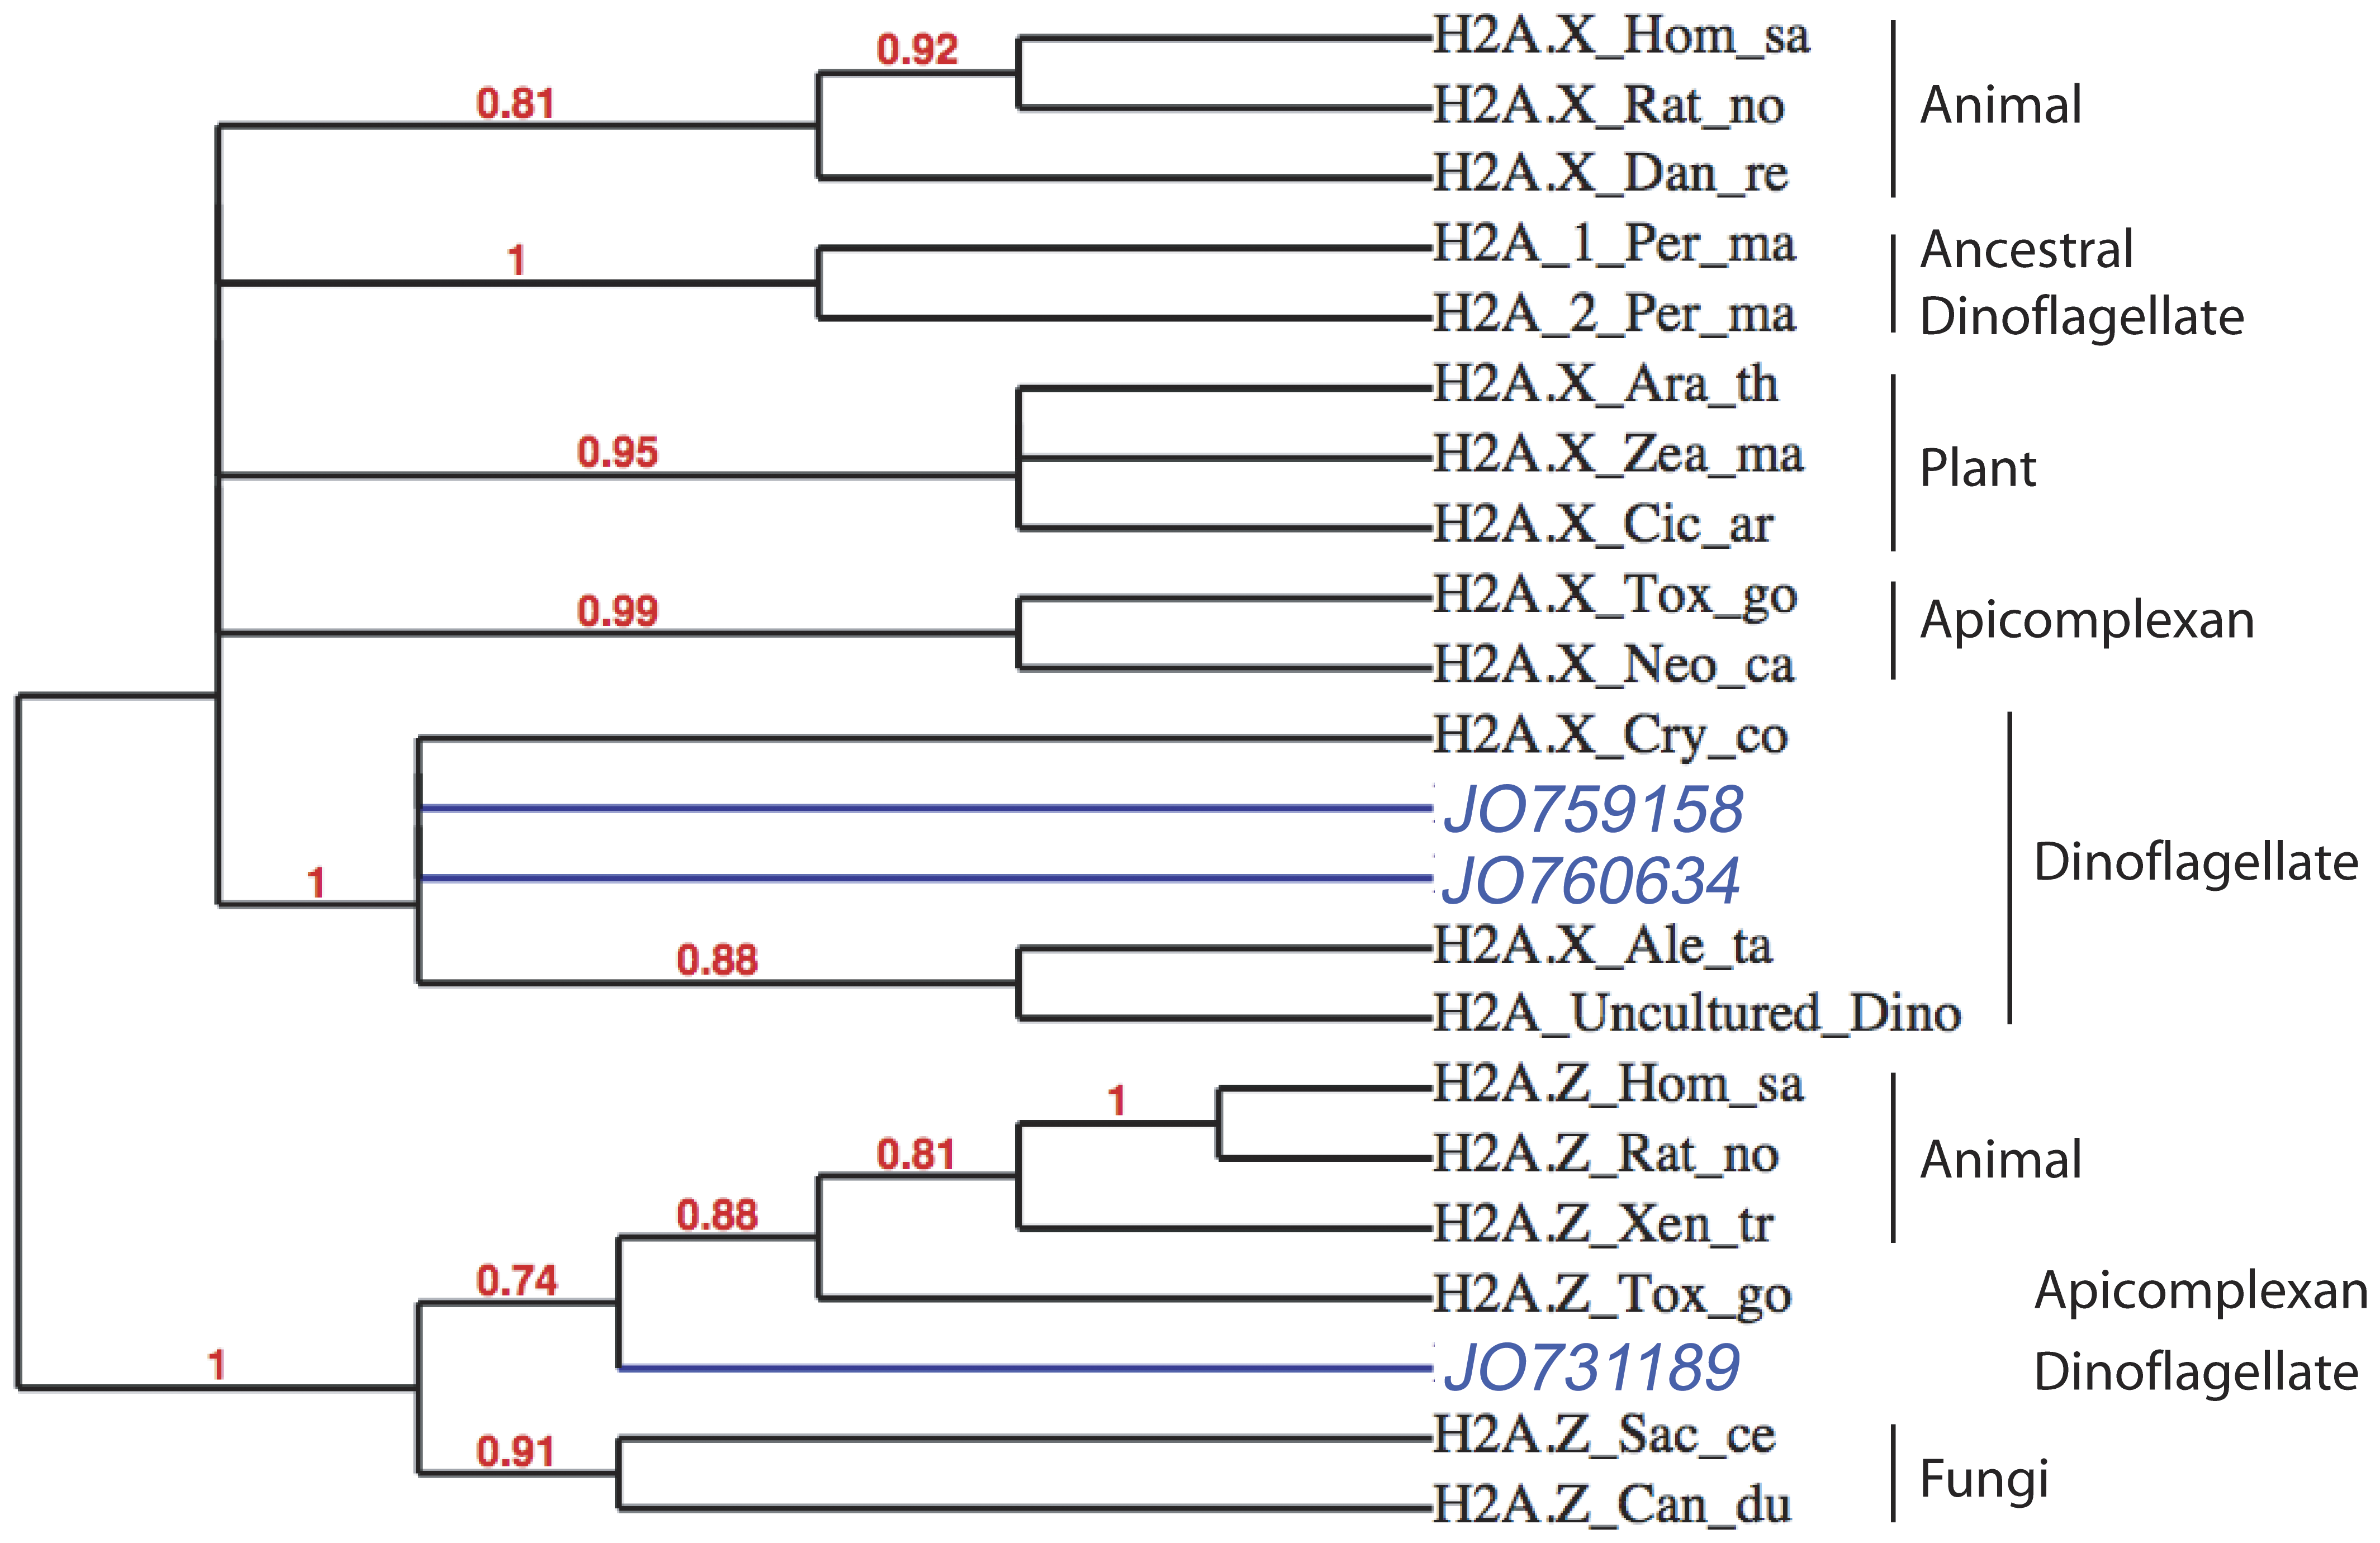 H2A.X_Hom_sa
0.92
H2A.X_Rat_no
Animal
0.81
H2A.X_Dan_re
H2A_1_Per_ma
Ancestral
1
H2A_2_Per_ma
Dinoflagellate
H2A.X_Ara_th
0.95
H2A.X_Zea_ma
Plant
H2A.X_Cic_ar
H2A.X_Tox_go
0.99
Apicomplexan
H2A.X_Neo_ca
H2A.X_Cry_co
JO759158
Dinoflagellate
1
JO760634
H2A.X_Ale_ta
0.88
H2A_Uncultured_Dino
H2A.Z_Hom_sa
1
H2A.Z_Rat_no
Animal
0.81
H2A.Z_Xen_tr
0.88
H2A.Z_Tox_go
Apicomplexan
0.74
JO731189
Dinoflagellate
1
H2A.Z_Sac_ce
0.91
Fungi
H2A.Z_Can_du